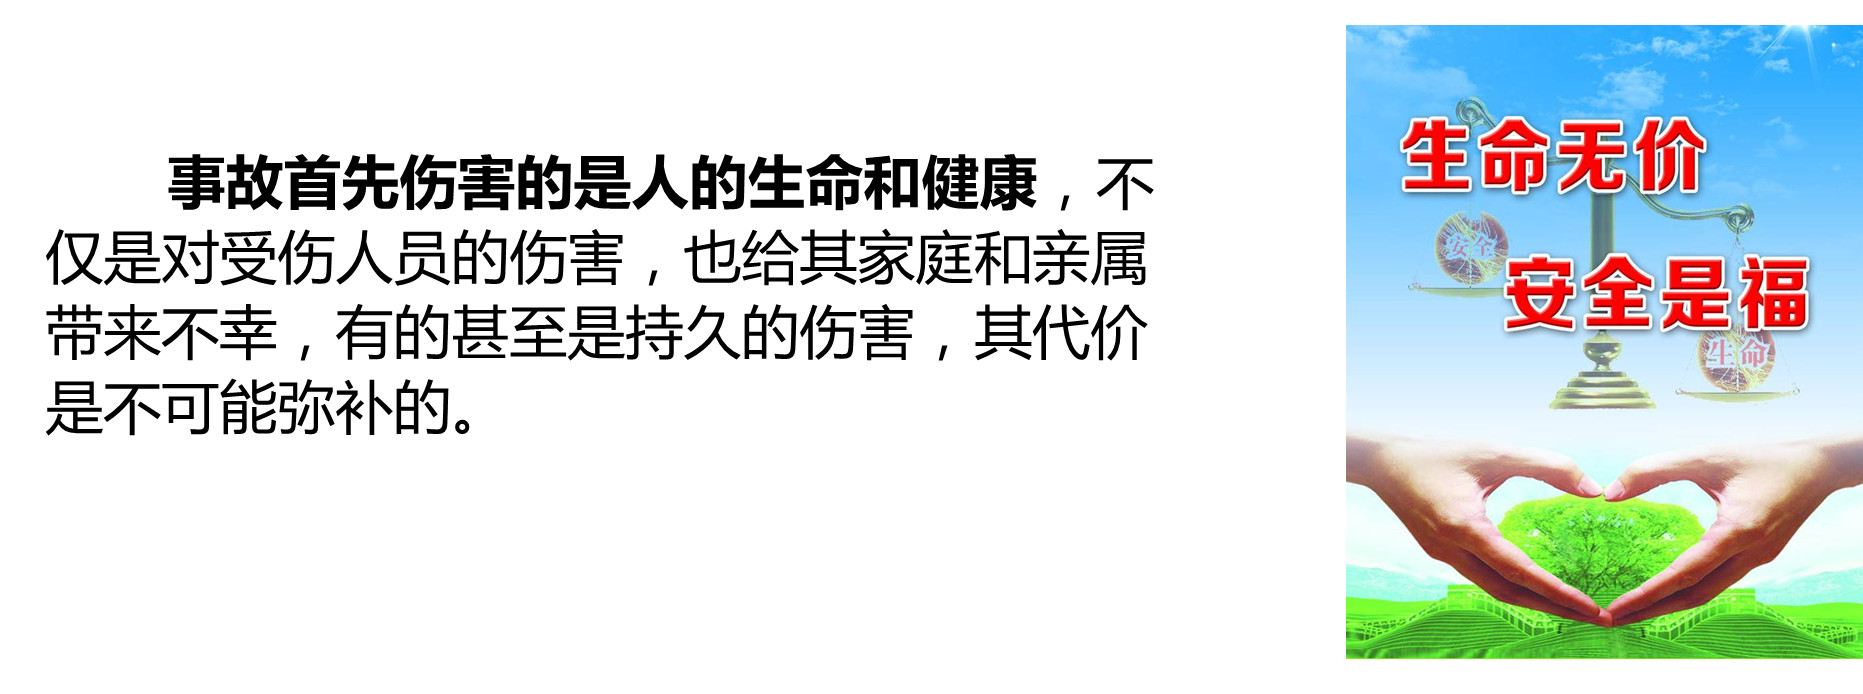 事故首先伤害的是人的生命和健康，不
仅是对受伤人员的伤害，也给其家庭和亲属
带来不幸，有的甚至是持久的伤害，其代价
是不可能弥补的。
生命无价
安全
安全是福
生命